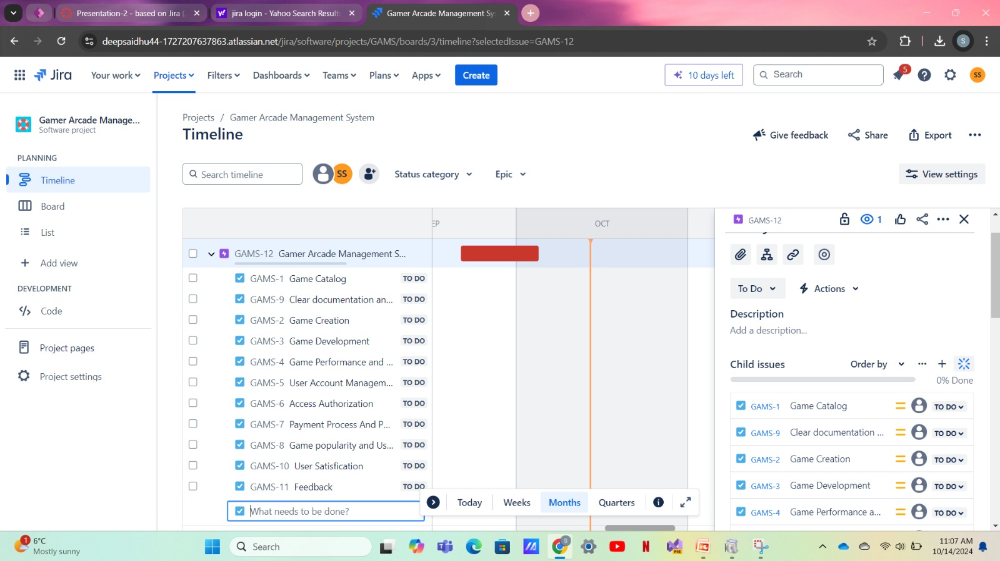 Presentation-2 - based on Jira (
jira login - Yahoo Search Result
Gamer Arcade Management Sy
deepsaidhu44-1727207637863.atlassian.net/jira/software/projects/GAMS/boards/3/timeline?selectedIssue=GAMS-12
S
Jira
Your work
Projects
Filters
Dashboards
Teams
Plans
Apps
Create
10 days left
Search
5
SS
Gamer Arcade Manage...
Software project
PLANNING
Timeline
Board
List
Add view
DEVELOPMENT
Code
Project pages
Project settings
Projects / Gamer Arcade Management System
Timeline
Give feedback
Share
Export
Search timeline
SS
Status category
Epic
View settings
EP
OCT
GAMS-12 Gamer Arcade Management S...
GAMS-1 Game Catalog TO DO
GAMS-9 Clear documentation an... TO DO
GAMS-2 Game Creation TO DO
GAMS-3 Game Development TO DO
GAMS-4 Game Performance and ... TO DO
GAMS-5 User Account Managem... TO DO
GAMS-6 Access Authorization TO DO
GAMS-7 Payment Process And P... TO DO
GAMS-8 Game popularity and Us... TO DO
GAMS-10 User Satisfication TO DO
GAMS-11 Feedback TO DO
What needs to be done?
Today
Weeks
Months
Quarters
GAMS-12
1
To Do
Actions
Description
Add a description...
Child issues
Order by
0% Done
GAMS-1 Game Catalog TO DO
GAMS-9 Clear documentation ... TO DO
GAMS-2 Game Creation TO DO
GAMS-3 Game Development TO DO
GAMS-4 Game Performance a... TO DO
1
6°C
Mostly sunny
Search
11:07 AM
10/14/2024